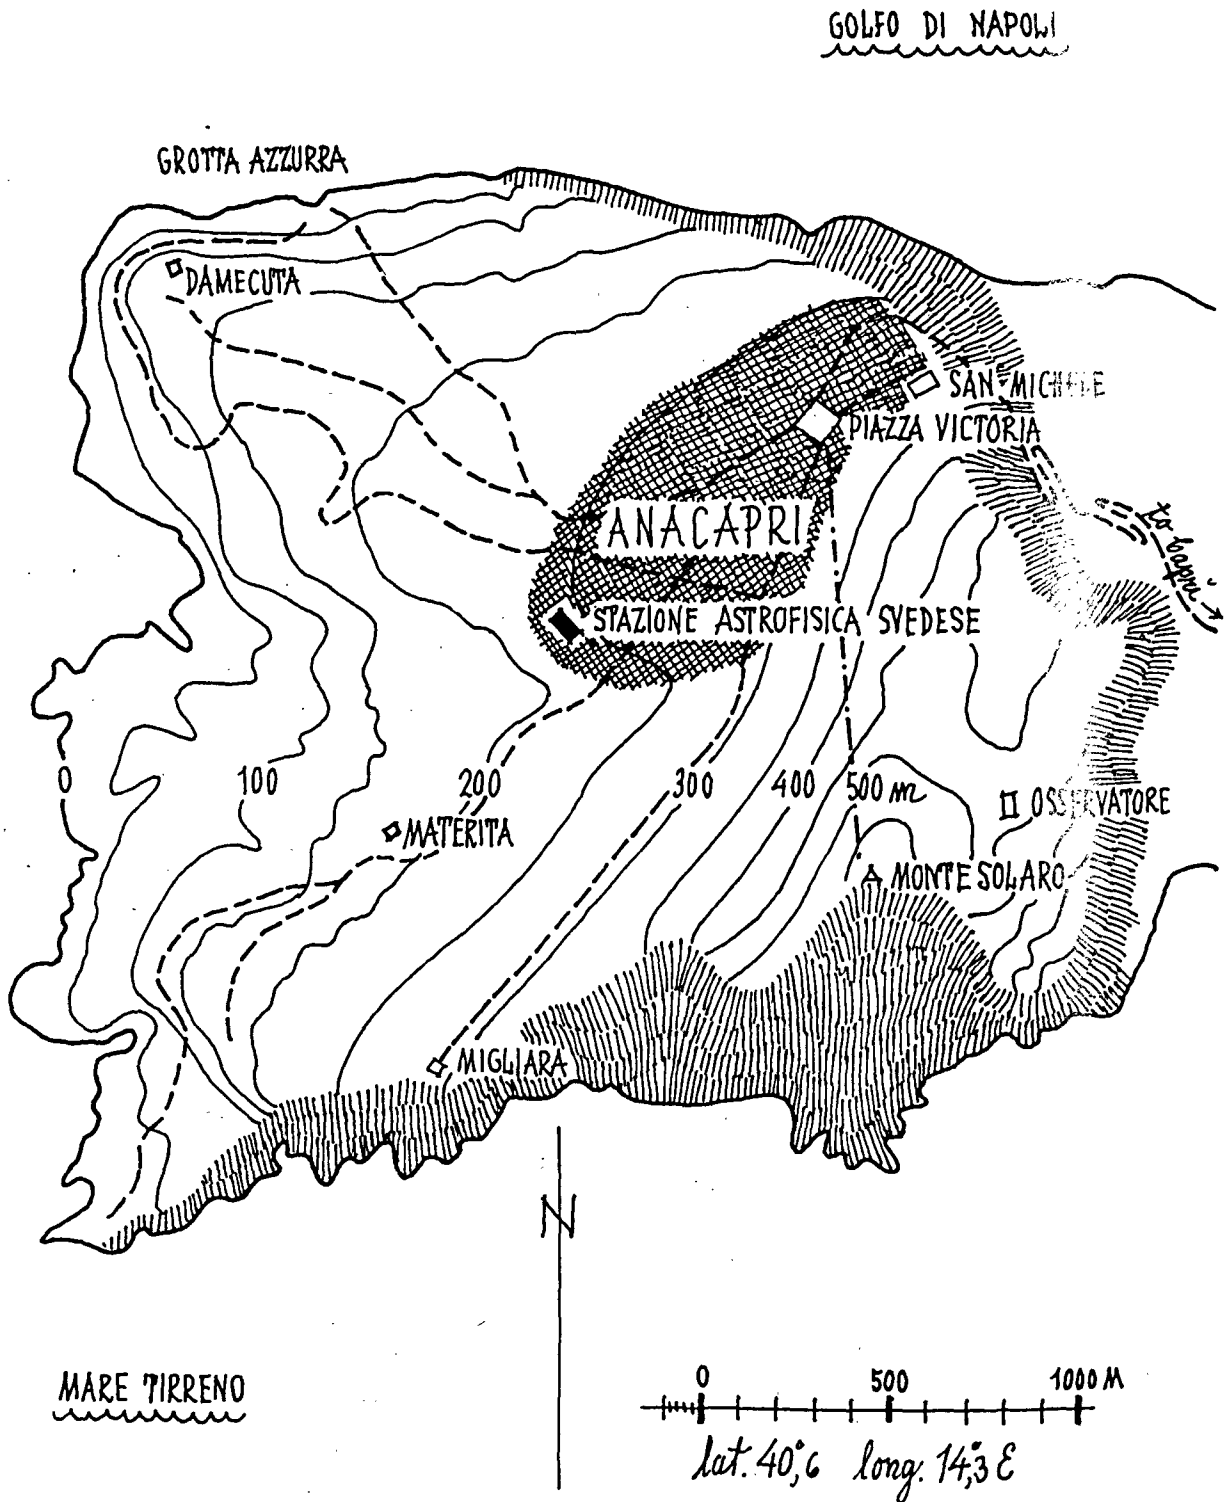 GOLFO DI NAPOLI
GROTTA AZZURRA
DAMECUTA
SAN MICHELE
PIAZZA VICTORIA
ANACAPRI
to Capri
STAZIONE ASTROFISICA SVEDESE
0
100
200
300
400
500 m
OSSERVATORE
MATERITA
MONTE SOLARO
MIGLIARA
N
MARE TIRRENO
0 500 1000 M
lat. 40°,6 long. 14°,3 E